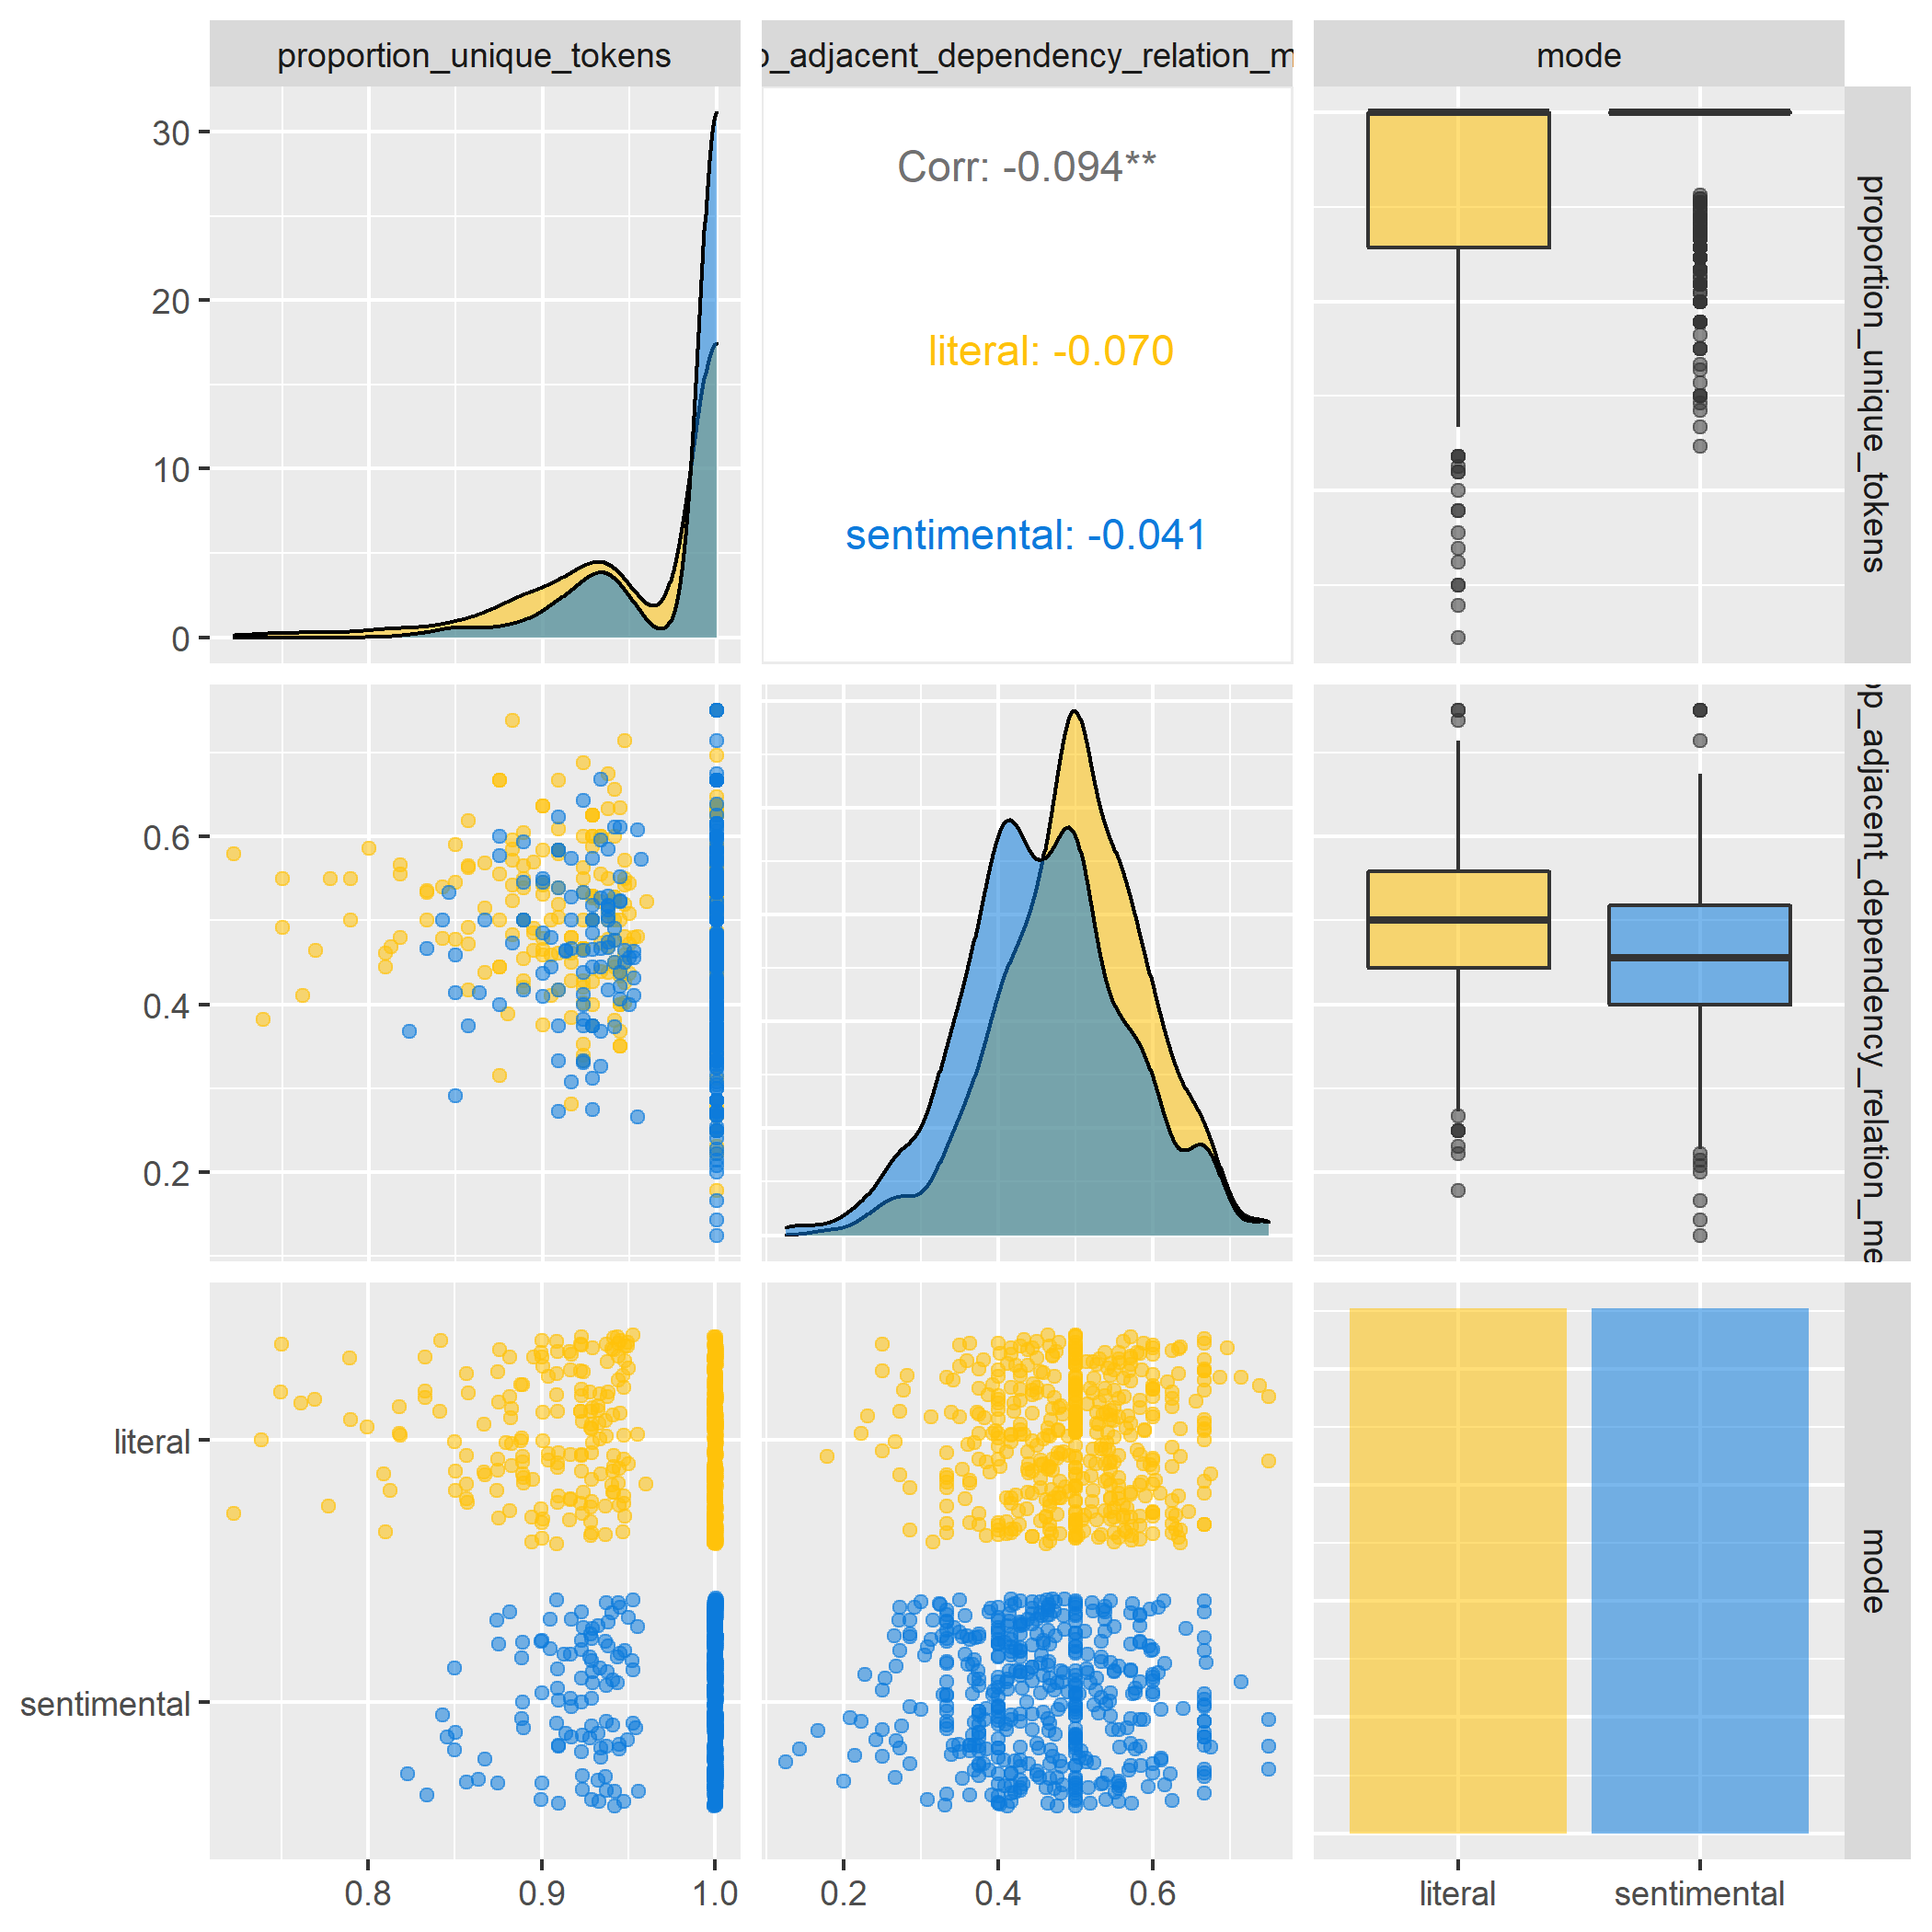 proportion_unique_tokens
_adjacent_dependency_relation_m
mode
30
20
10
0
Corr: -0.094**
literal: -0.070
sentimental: -0.041
proportion_unique_tokens
0.6
0.4
0.2
p_adjacent_dependency_relation_me
literal
sentimental
mode
0.8
0.9
1.0
0.2
0.4
0.6
literal
sentimental